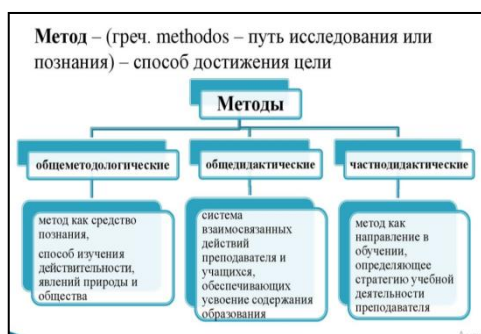 Метод – (греч. methodos – путь исследования или
познания) – способ достижения цели
Методы
общеметодологические
общедидактические
частнодидактические
метод как средство
познания,
способ изучения
действительности,
явлений природы и
общества
система
взаимосвязанных
действий
преподавателя и
учащихся,
обеспечивающих
усвоение содержания
образования
метод как
направление в
обучении,
определяющее
стратегию учебной
деятельности
преподавателя